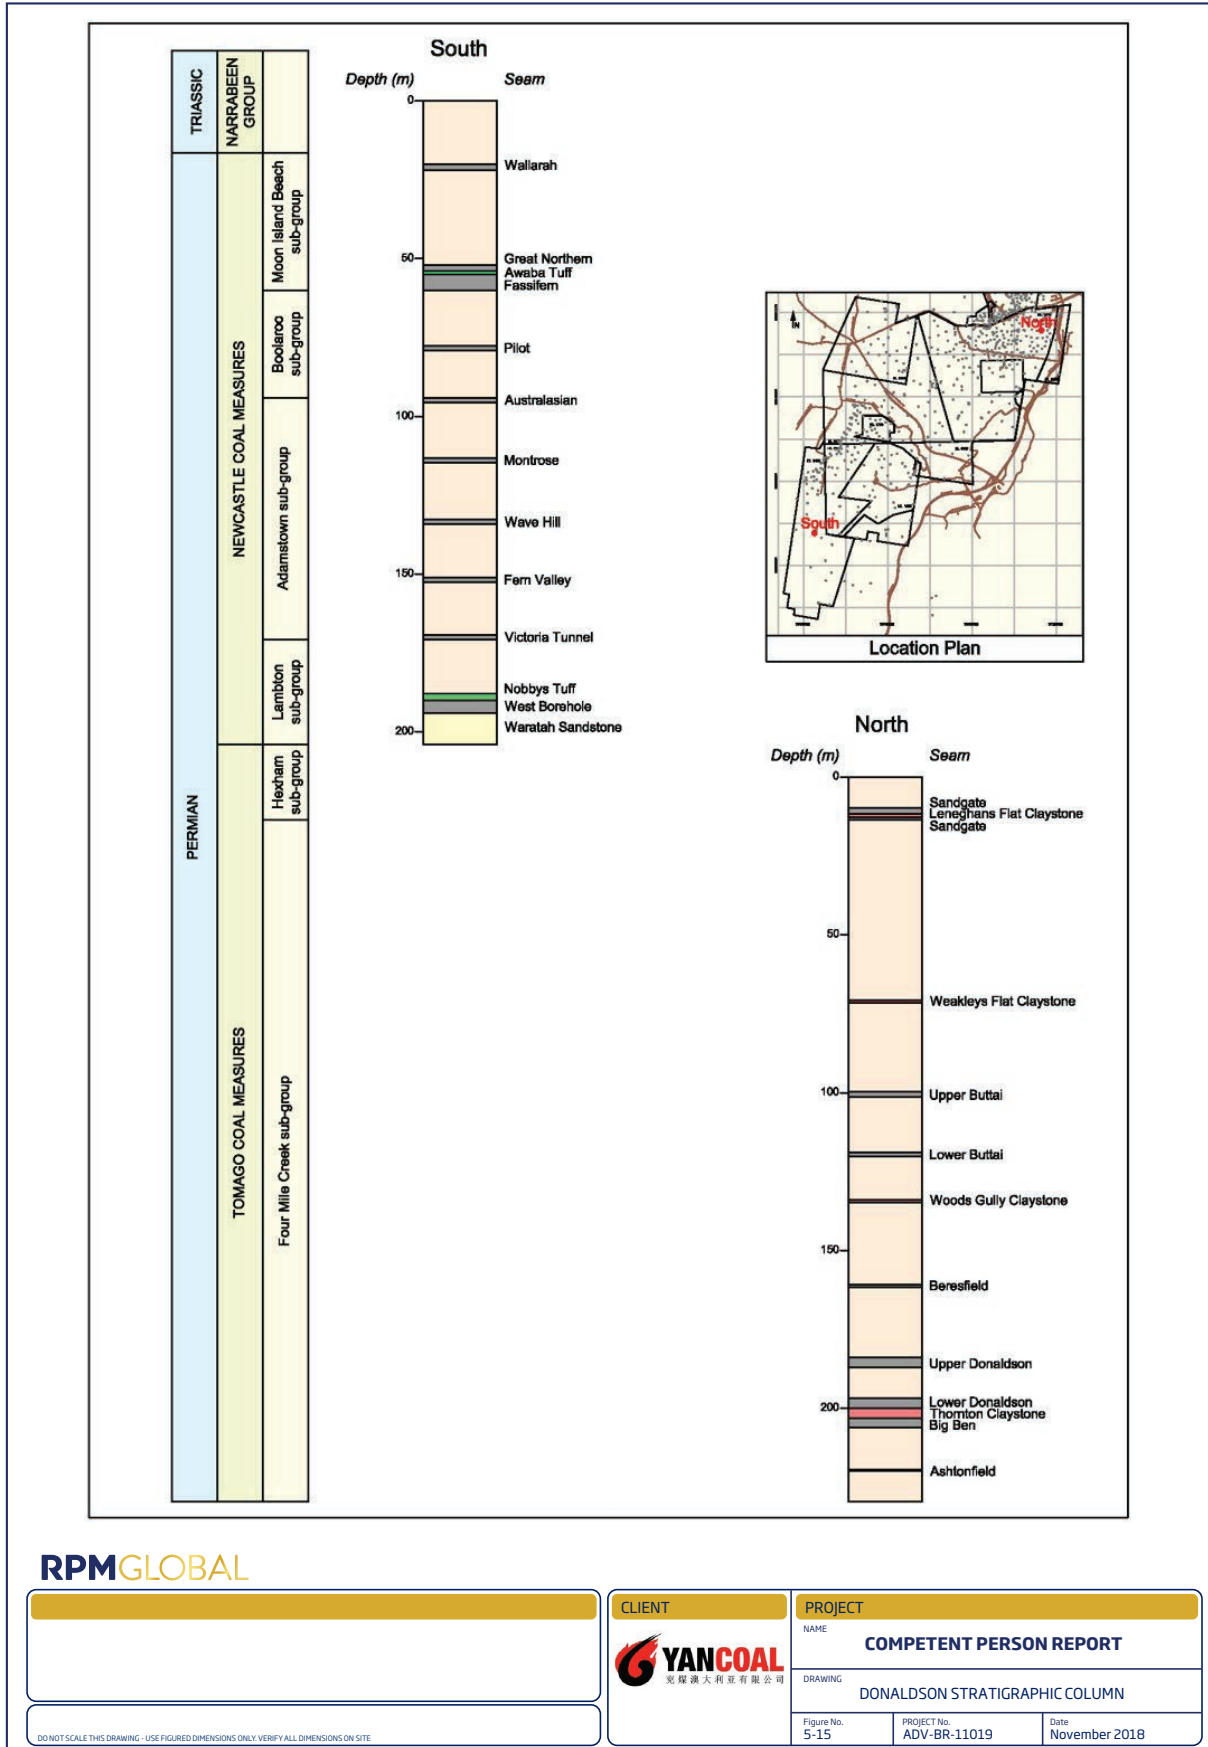 TRIASSIC
NARRABEEN
GROUP
PERMIAN
NEWCASTLE COAL MEASURES
TOMAGO COAL MEASURES
Moon Island Beach
sub-group
Boolaroo
sub-group
Adamstown sub-group
Lambton
sub-group
Hexham
sub-group
Four Mile Creek sub-group
South
Depth (m) Seam
0
Wallarah
50
Great Northern
Awaba Tuff
Fassifern
Pilot
Australasian
100
Montrose
Wave Hill
150
Fern Valley
Victoria Tunnel
Nobbys Tuff
West Borehole
Waratah Sandstone
200
N
North
South
Location Plan
North
Depth (m) Seam
0
Sandgate
Leneghans Flat Claystone
Sandgate
50
Weakleys Flat Claystone
100
Upper Buttai
Lower Buttai
Woods Gully Claystone
150
Beresfield
Upper Donaldson
Lower Donaldson
200
Thornton Claystone
Big Ben
Ashtonfield
RPMGLOBAL
DO NOT SCALE THIS DRAWING - USE FIGURED DIMENSIONS ONLY. VERIFY ALL DIMENSIONS ON SITE
CLIENT
YANCOAL
兖煤澳大利亚有限公司
PROJECT
NAME
COMPETENT PERSON REPORT
DRAWING
DONALDSON STRATIGRAPHIC COLUMN
Figure No.
5-15
PROJECT No.
ADV-BR-11019
Date
November 2018